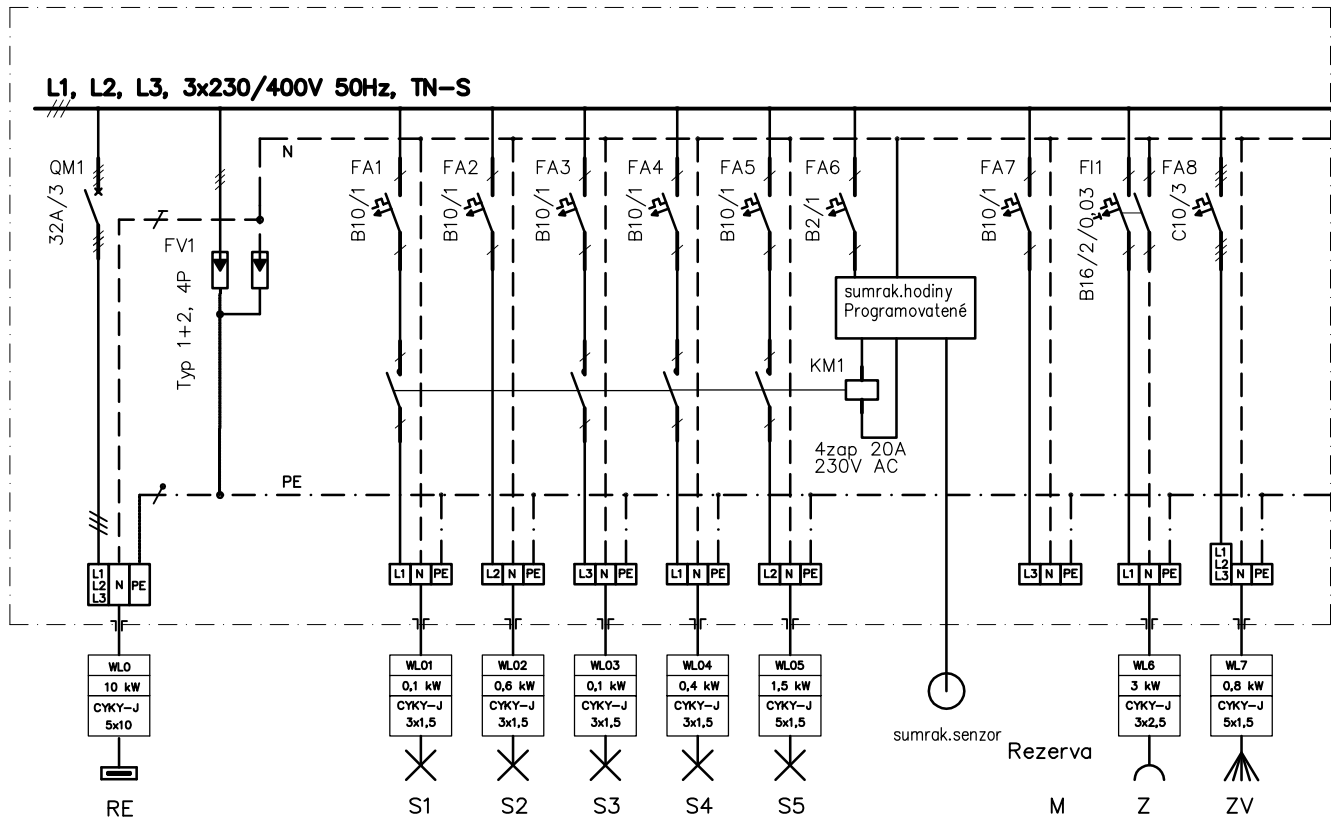 L1, L2, L3, 3x230/400V 50Hz, TN-S
N
QM1
32A/3
FV1
Typ 1+2, 4P
FA1
B10/1
FA2
B10/1
FA3
B10/1
FA4
B10/1
FA5
B10/1
FA6
B2/1
FA7
B10/1
FI1
B16/2/0,03
FA8
C10/3
sumrak.hodiny
Programovatené
KM1
4zap 20A
230V AC
PE
L1
L2
L3
N
PE
L1 N PE
L2 N PE
L3 N PE
L1 N PE
L2 N PE
L3 N PE
L1 N PE
L1
L2
L3
N
PE
WL0
10 kW
CYKY-J
5x10
RE
WL01
0,1 kW
CYKY-J
3x1,5
S1
WL02
0,6 kW
CYKY-J
3x1,5
S2
WL03
0,1 kW
CYKY-J
3x1,5
S3
WL04
0,4 kW
CYKY-J
3x1,5
S4
WL05
1,5 kW
CYKY-J
5x1,5
S5
sumrak.senzor
Rezerva
M
WL6
3 kW
CYKY-J
3x2,5
Z
WL7
0,8 kW
CYKY-J
5x1,5
ZV